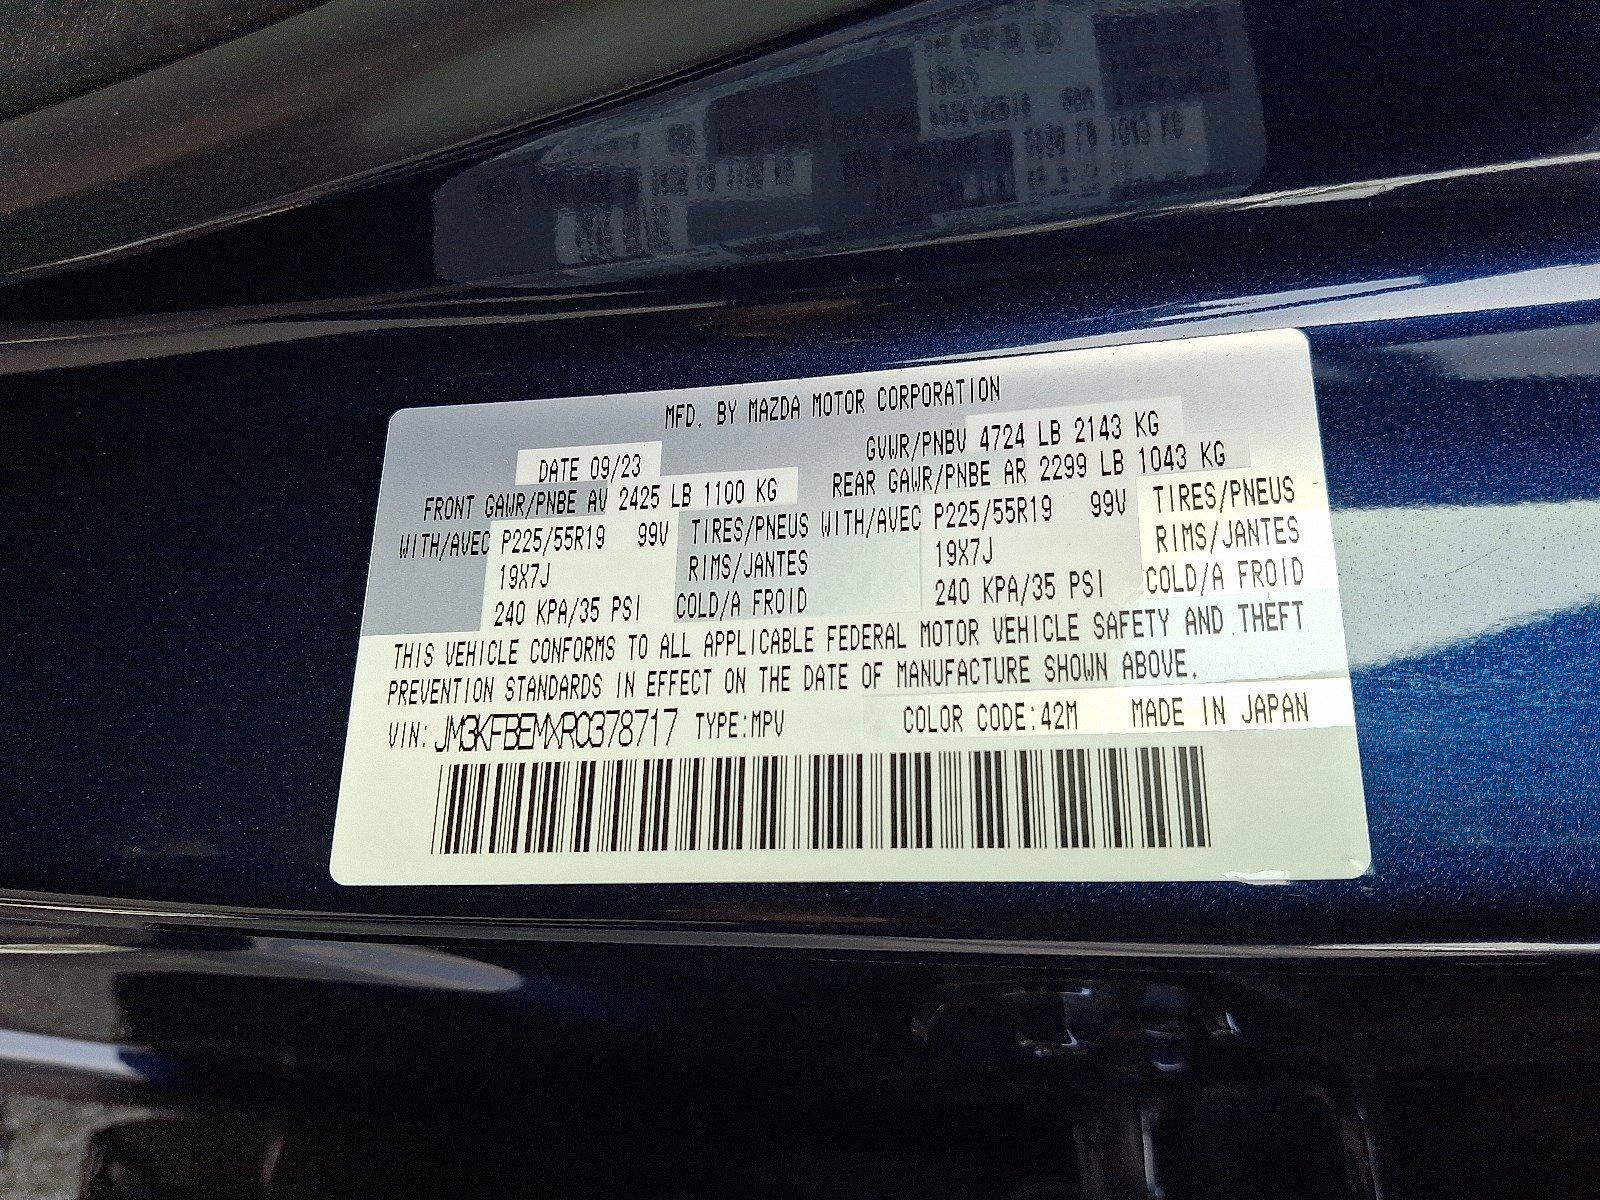 MFD. BY MAZDA MOTOR CORPORATION
DATE 09/23 GVWR/PNBV 4724 LB 2143 KG
FRONT GAWR/PNBE AV 2425 LB 1100 KG REAR GAWR/PNBE AR 2299 LB 1043 KG
WITH/AVEC P225/55R19 99V TIRES/PNEUS WITH/AVEC P225/55R19 99V TIRES/PNEUS
19X7J RIMS/JANTES 19X7J RIMS/JANTES
240 KPA/35 PSI COLD/A FROID 240 KPA/35 PSI COLD/A FROID
THIS VEHICLE CONFORMS TO ALL APPLICABLE FEDERAL MOTOR VEHICLE SAFETY AND THEFT
PREVENTION STANDARDS IN EFFECT ON THE DATE OF MANUFACTURE SHOWN ABOVE.
VIN: JM3KFBEMXR0378717 TYPE:MPV COLOR CODE:42M MADE IN JAPAN